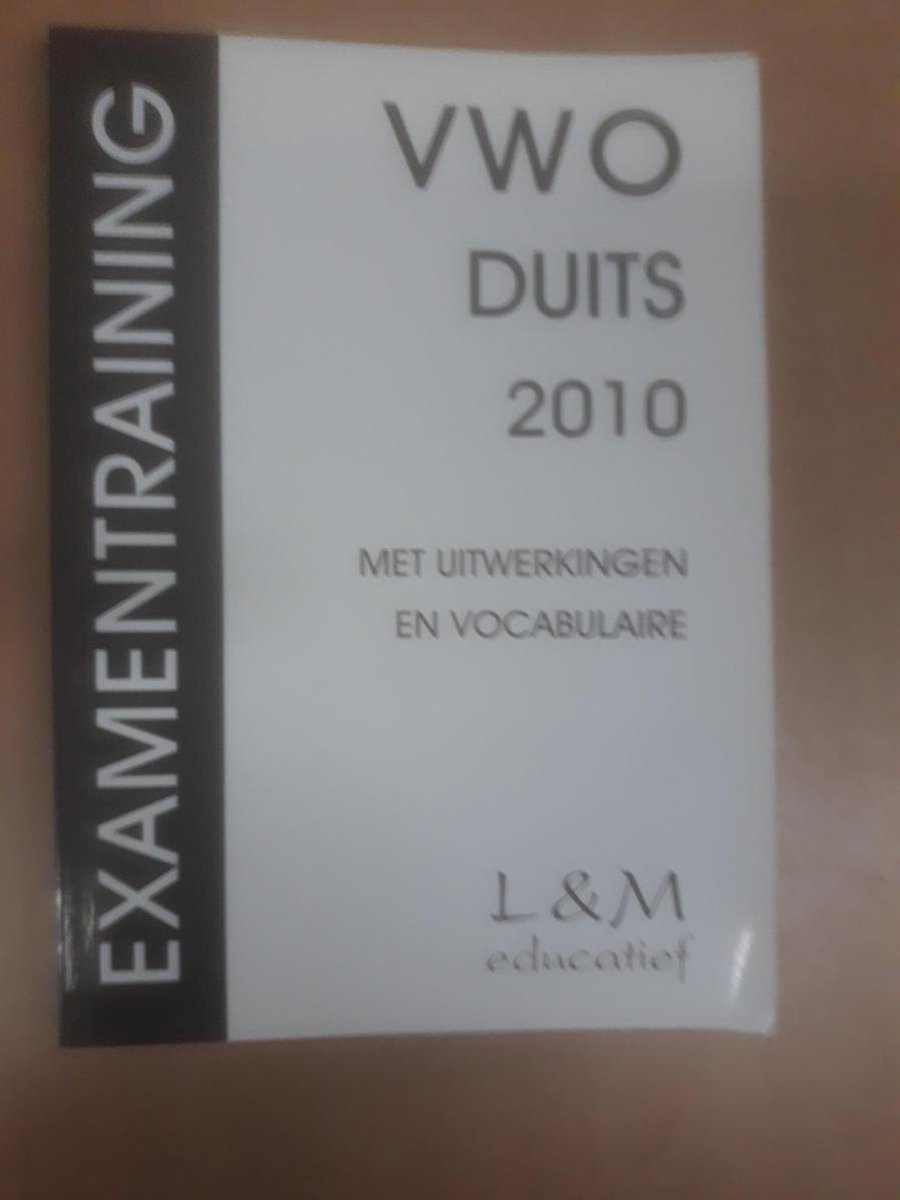 EXAMENTRAINING
VWO
DUITS
2010
MET UITWERKINGEN
EN VOCABULAIRE
L & M
educatief